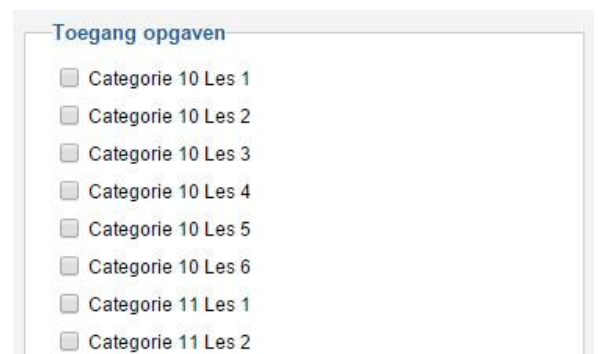 Toegang opgaven
Categorie 10 Les 1
Categorie 10 Les 2
Categorie 10 Les 3
Categorie 10 Les 4
Categorie 10 Les 5
Categorie 10 Les 6
Categorie 11 Les 1
Categorie 11 Les 2